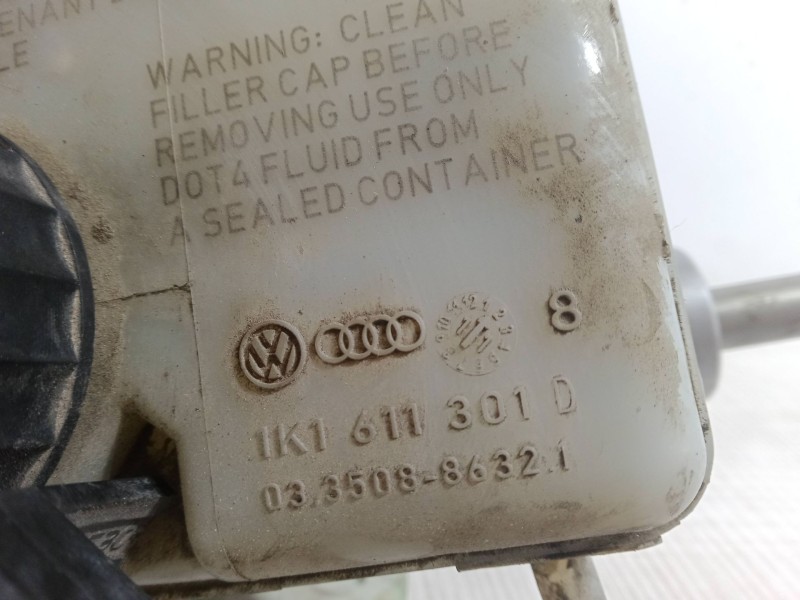 LE
WARNING: CLEAN
FILLER CAP BEFORE
REMOVING USE ONLY
DOT4 FLUID FROM
A SEALED CONTAINER
8
1K1 611 301 D
03.3508-8632.1